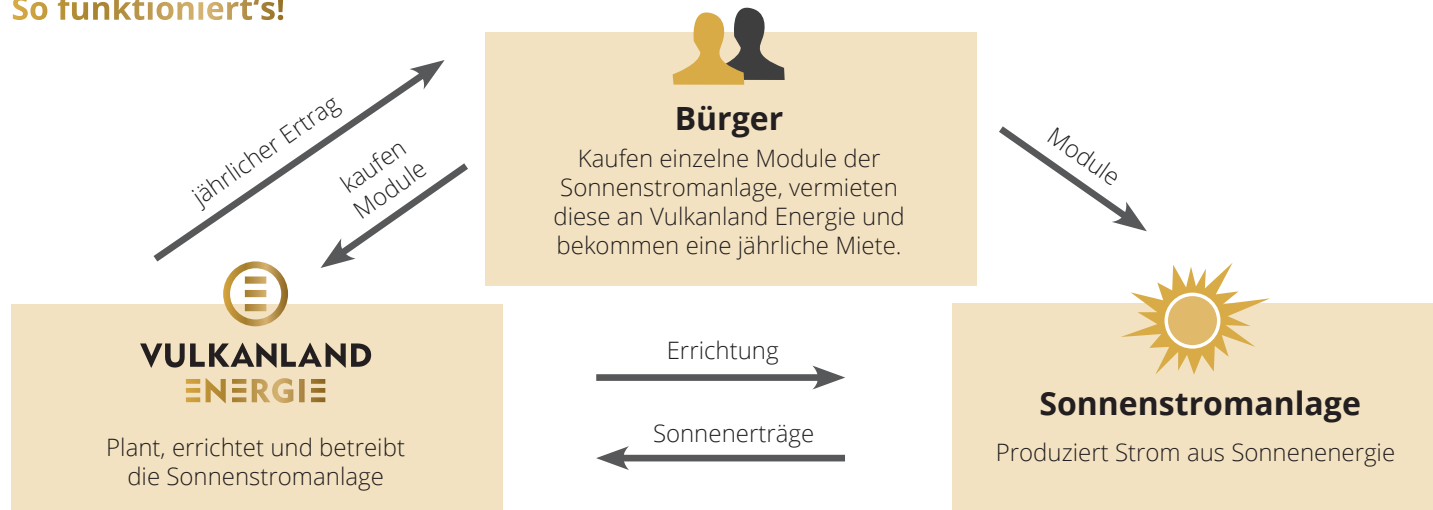 So funktioniert's!
Bürger
Kaufen einzelne Module der
Sonnenstromanlage, vermieten
diese an Vulkanland Energie und
bekommen eine jährliche Miete.
jährlicher Ertrag
kaufen
Module
Module
VULKANLAND
ENERGIE
Plant, errichtet und betreibt
die Sonnenstromanlage
Errichtung
Sonnenerträge
Sonnenstromanlage
Produziert Strom aus Sonnenenergie